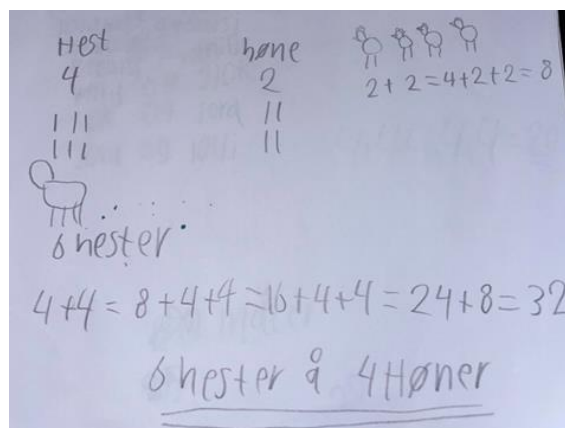 Hest høne
4 2
2 + 2 = 4 + 2 + 2 = 8
||| ||
||| ||
6 hester
4 + 4 = 8 + 4 + 4 = 16 + 4 + 4 = 24 + 8 = 32
6 hester å 4 Høner